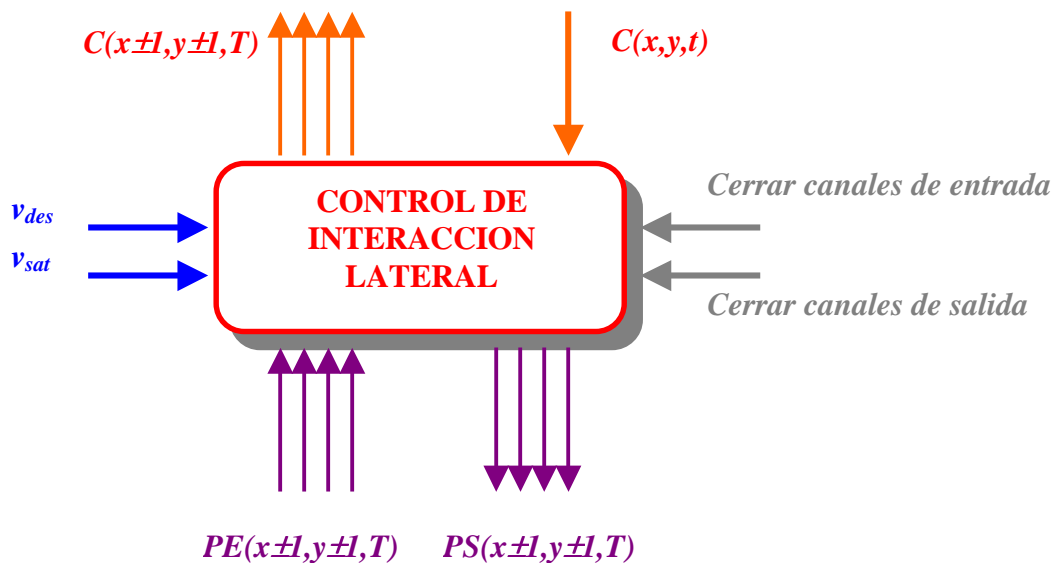 C(x±1,y±1,T)
C(x,y,t)
v_des
v_sat
CONTROL DE
INTERACCION
LATERAL
Cerrar canales de entrada
Cerrar canales de salida
PE(x±1,y±1,T)
PS(x±1,y±1,T)